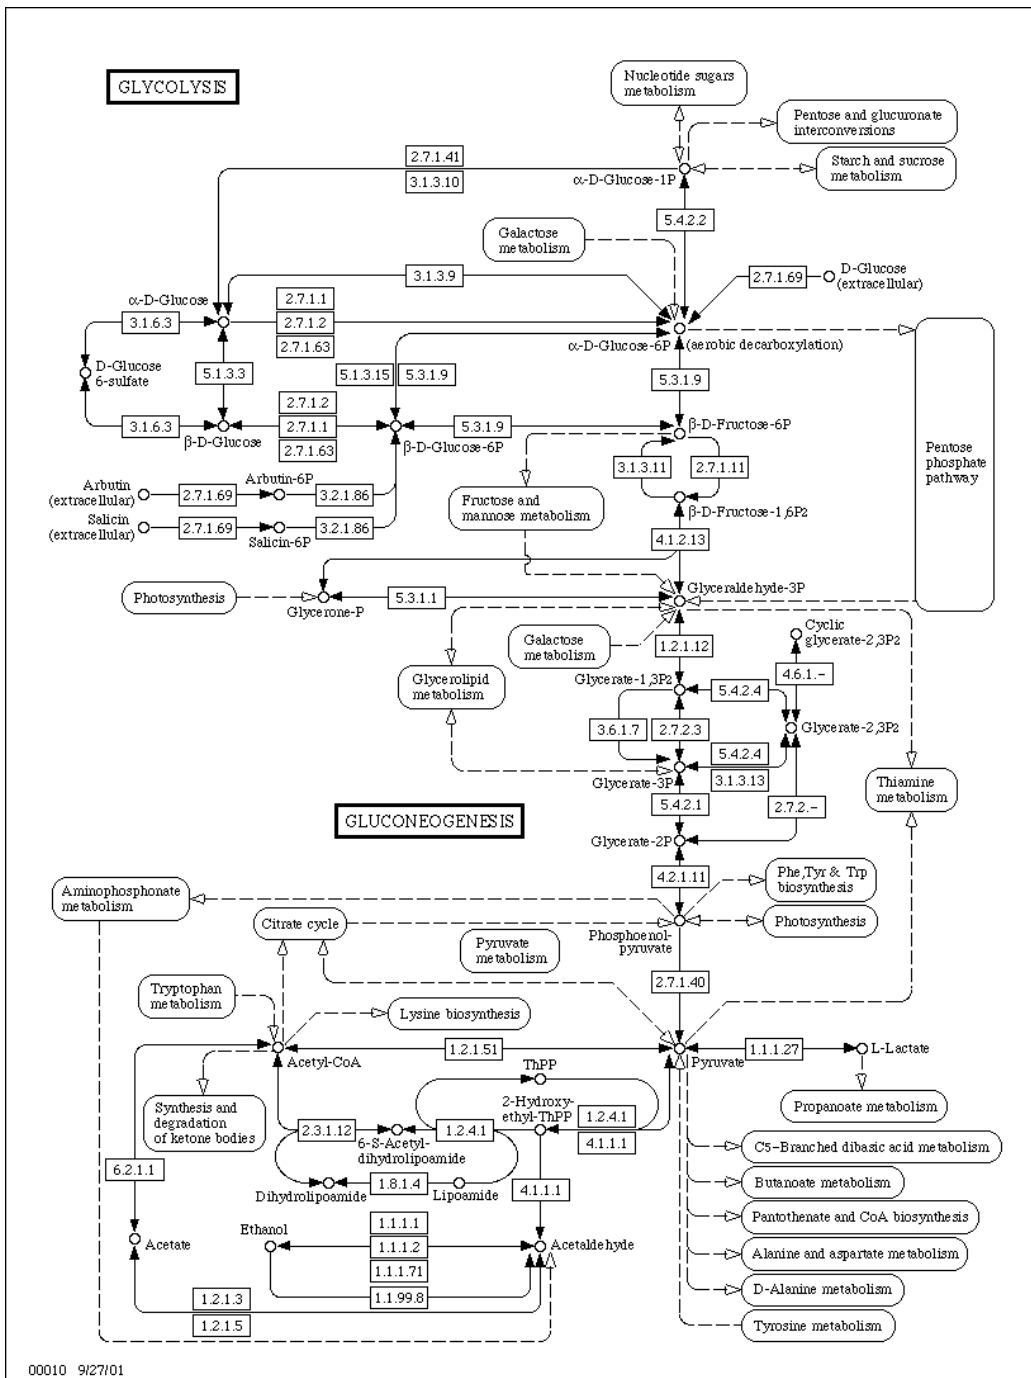 GLYCOLYSIS
Nucleotide sugars
metabolism
Pentose and glucuronate
interconversions
Starch and sucrose
metabolism
2.7.1.41
3.1.3.10
α-D-Glucose-1P
5.4.2.2
Galactose
metabolism
3.1.3.9
2.7.1.69
D-Glucose
(extracellular)
α-D-Glucose
2.7.1.1
2.7.1.2
2.7.1.63
3.1.6.3
α-D-Glucose-6P
(aerobic decarboxylation)
D-Glucose
6-sulfate
5.1.3.3
5.1.3.15
5.3.1.9
5.3.1.9
2.7.1.2
2.7.1.1
2.7.1.63
3.1.6.3
β-D-Glucose
β-D-Glucose-6P
5.3.1.9
β-D-Fructose-6P
Pentose
phosphate
pathway
3.1.3.11
2.7.1.11
Arbutin
(extracellular)
2.7.1.69
Arbutin-6P
3.2.1.86
Fructose and
mannose metabolism
β-D-Fructose-1,6P2
Salicin
(extracellular)
2.7.1.69
Salicin-6P
3.2.1.86
4.1.2.13
Photosynthesis
Glycerone-P
5.3.1.1
Glyceraldehyde-3P
Galactose
metabolism
1.2.1.12
Cyclic
glycerate-2,3P2
Glycerolipid
metabolism
Glycerate-1,3P2
5.4.2.4
4.6.1.-
3.6.1.7
2.7.2.3
Glycerate-2,3P2
5.4.2.4
3.1.3.13
Glycerate-3P
Thiamine
metabolism
5.4.2.1
2.7.2.-
GLUCONEOGENESIS
Glycerate-2P
4.2.1.11
Aminophosphonate
metabolism
Phe,Tyr & Trp
biosynthesis
Citrate cycle
Photosynthesis
Phosphoenol-
pyruvate
Pyruvate
metabolism
2.7.1.40
Tryptophan
metabolism
Lysine biosynthesis
Acetyl-CoA
1.2.1.51
Pyruvate
1.1.1.27
L-Lactate
ThPP
Synthesis and
degradation
of ketone bodies
2-Hydroxy-
ethyl-ThPP
Propanoate metabolism
2.3.1.12
6-S-Acetyl-
dihydrolipoamide
1.2.4.1
1.2.4.1
4.1.1.1
C5-Branched dibasic acid metabolism
6.2.1.1
Dihydrolipoamide
1.8.1.4
Lipoamide
4.1.1.1
Butanoate metabolism
Pantothenate and CoA biosynthesis
Acetate
Ethanol
1.1.1.1
1.1.1.2
1.1.1.71
1.1.99.8
Acetaldehyde
Alanine and aspartate metabolism
D-Alanine metabolism
1.2.1.3
1.2.1.5
Tyrosine metabolism
00010 9/27/01